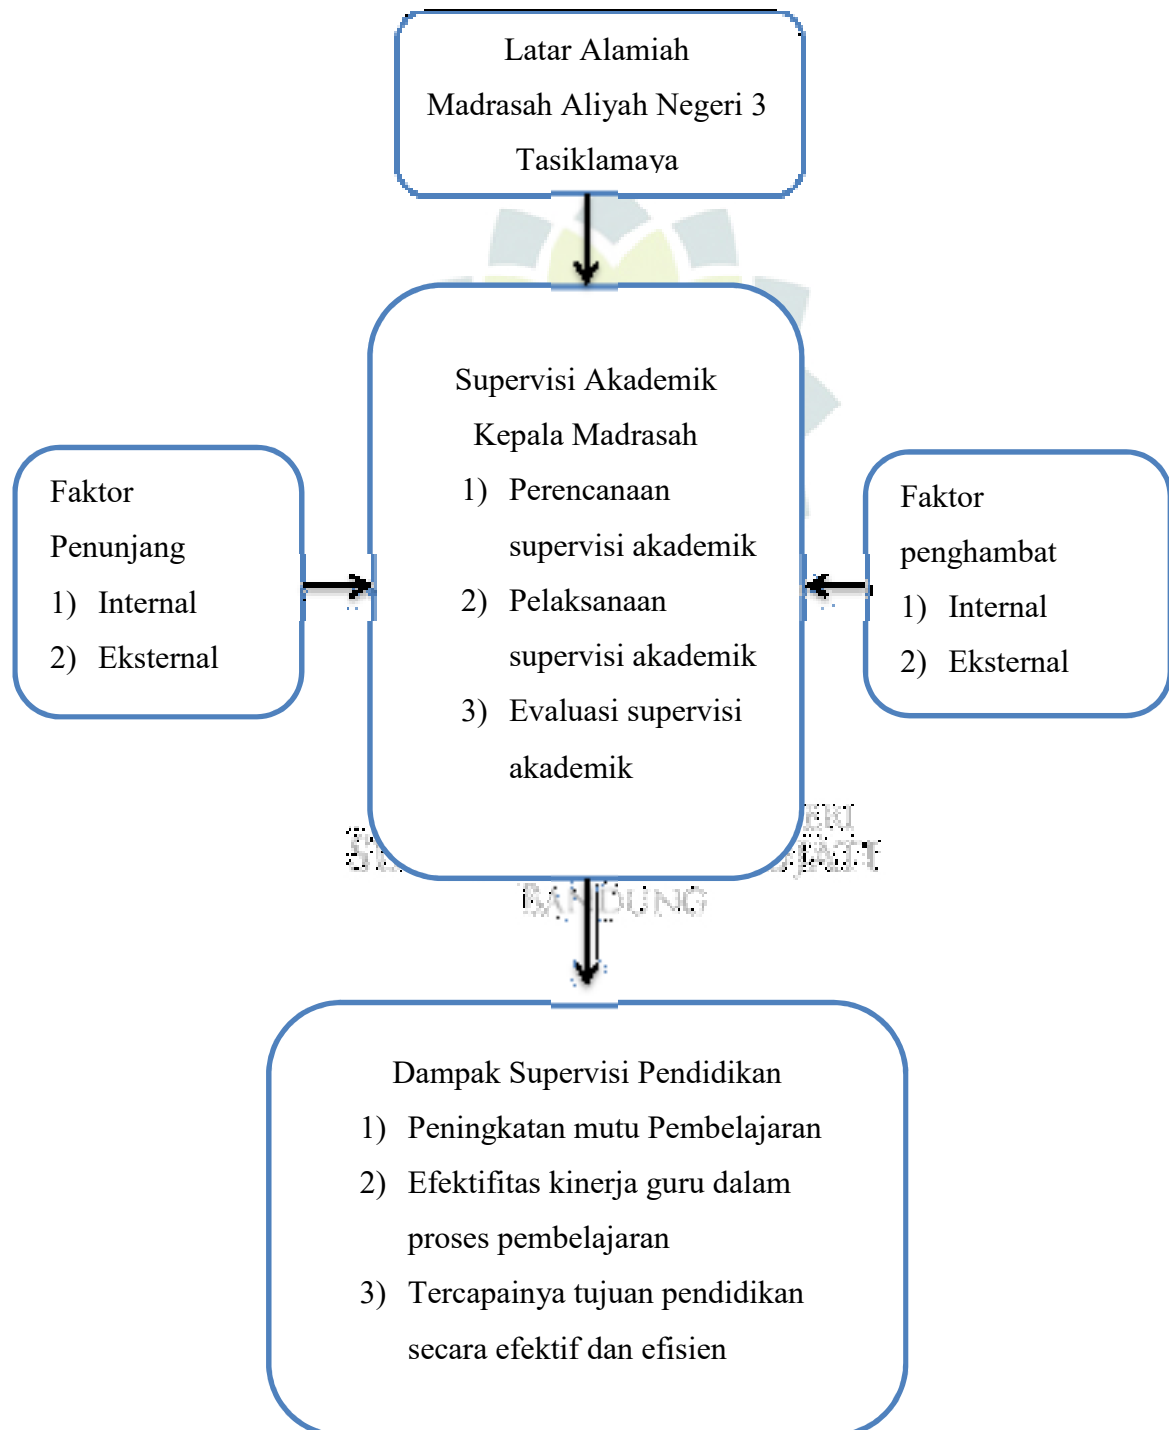 Latar Alamiah
Madrasah Aliyah Negeri 3
Tasiklamaya
Supervisi Akademik
Kepala Madrasah
1) Perencanaan
supervisi akademik
2) Pelaksanaan
supervisi akademik
3) Evaluasi supervisi
akademik
Faktor
Penunjang
1) Internal
2) Eksternal
Faktor
penghambat
1) Internal
2) Eksternal
BANDUNG
Dampak Supervisi Pendidikan
1) Peningkatan mutu Pembelajaran
2) Efektifitas kinerja guru dalam
proses pembelajaran
3) Tercapainya tujuan pendidikan
secara efektif dan efisien